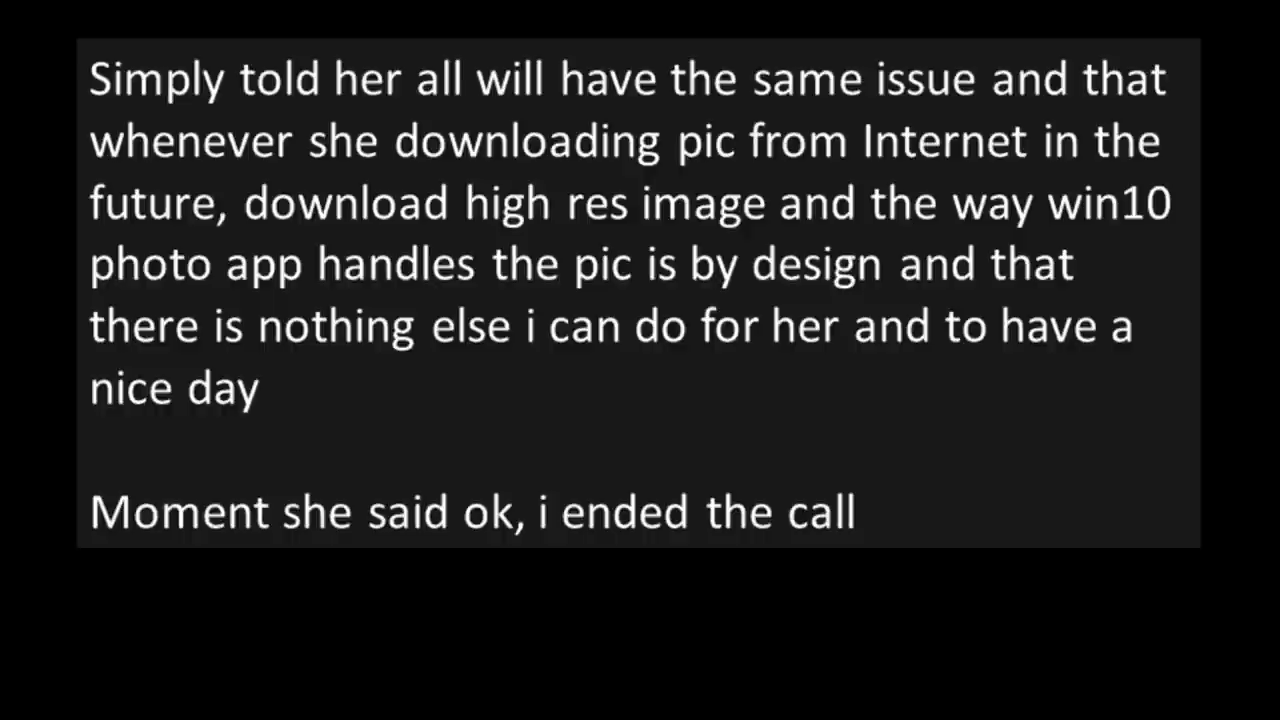 Simply told her all will have the same issue and that
whenever she downloading pic from Internet in the
future, download high res image and the way win10
photo app handles the pic is by design and that
there is nothing else i can do for her and to have a
nice day
Moment she said ok, i ended the call